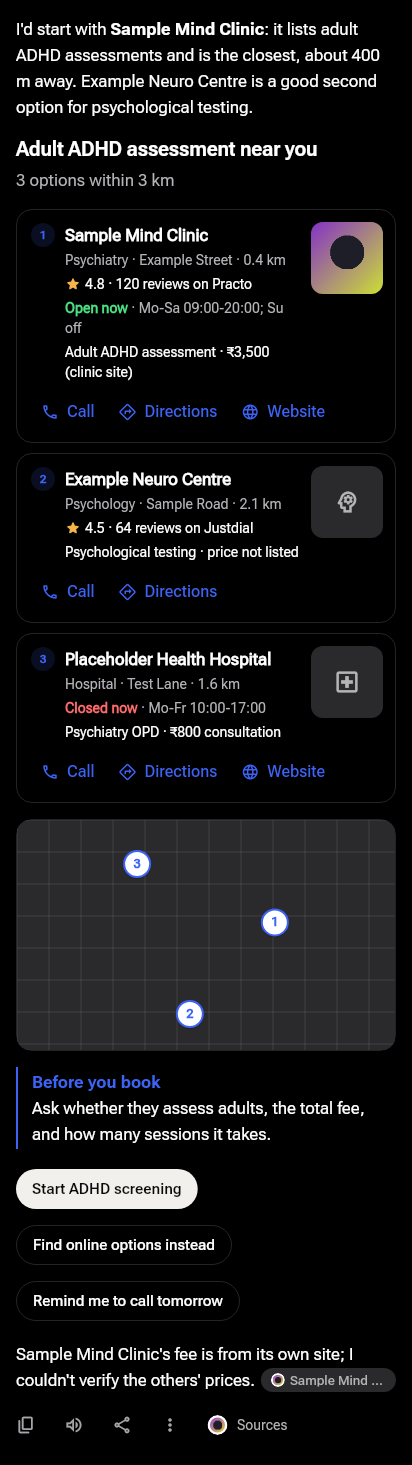 I'd start with Sample Mind Clinic: it lists adult
ADHD assessments and is the closest, about 400
m away. Example Neuro Centre is a good second
option for psychological testing.
Adult ADHD assessment near you
3 options within 3 km
1 Sample Mind Clinic
Psychiatry · Example Street · 0.4 km
4.8 · 120 reviews on Practo
Open now · Mo-Sa 09:00-20:00; Su
off
Adult ADHD assessment · ₹3,500
(clinic site)
Call Directions Website
2 Example Neuro Centre
Psychology · Sample Road · 2.1 km
4.5 · 64 reviews on Justdial
Psychological testing · price not listed
Call Directions
3 Placeholder Health Hospital
Hospital · Test Lane · 1.6 km
Closed now · Mo-Fr 10:00-17:00
Psychiatry OPD · ₹800 consultation
Call Directions Website
3
1
2
Before you book
Ask whether they assess adults, the total fee,
and how many sessions it takes.
Start ADHD screening
Find online options instead
Remind me to call tomorrow
Sample Mind Clinic's fee is from its own site; I
couldn't verify the others' prices. Sample Mind ...
Sources